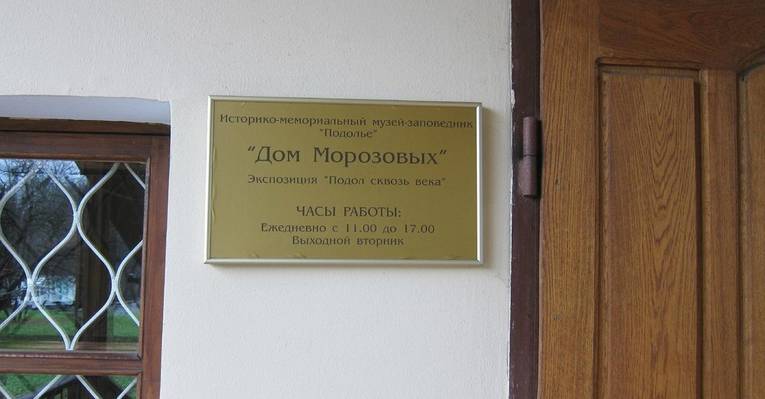 Историко-мемориальный музей-заповедник
"Подолье"
"Дом Морозовых"
Экспозиция "Подол сквозь века"
ЧАСЫ РАБОТЫ:
Ежедневно с 11.00 до 17.00
Выходной вторник